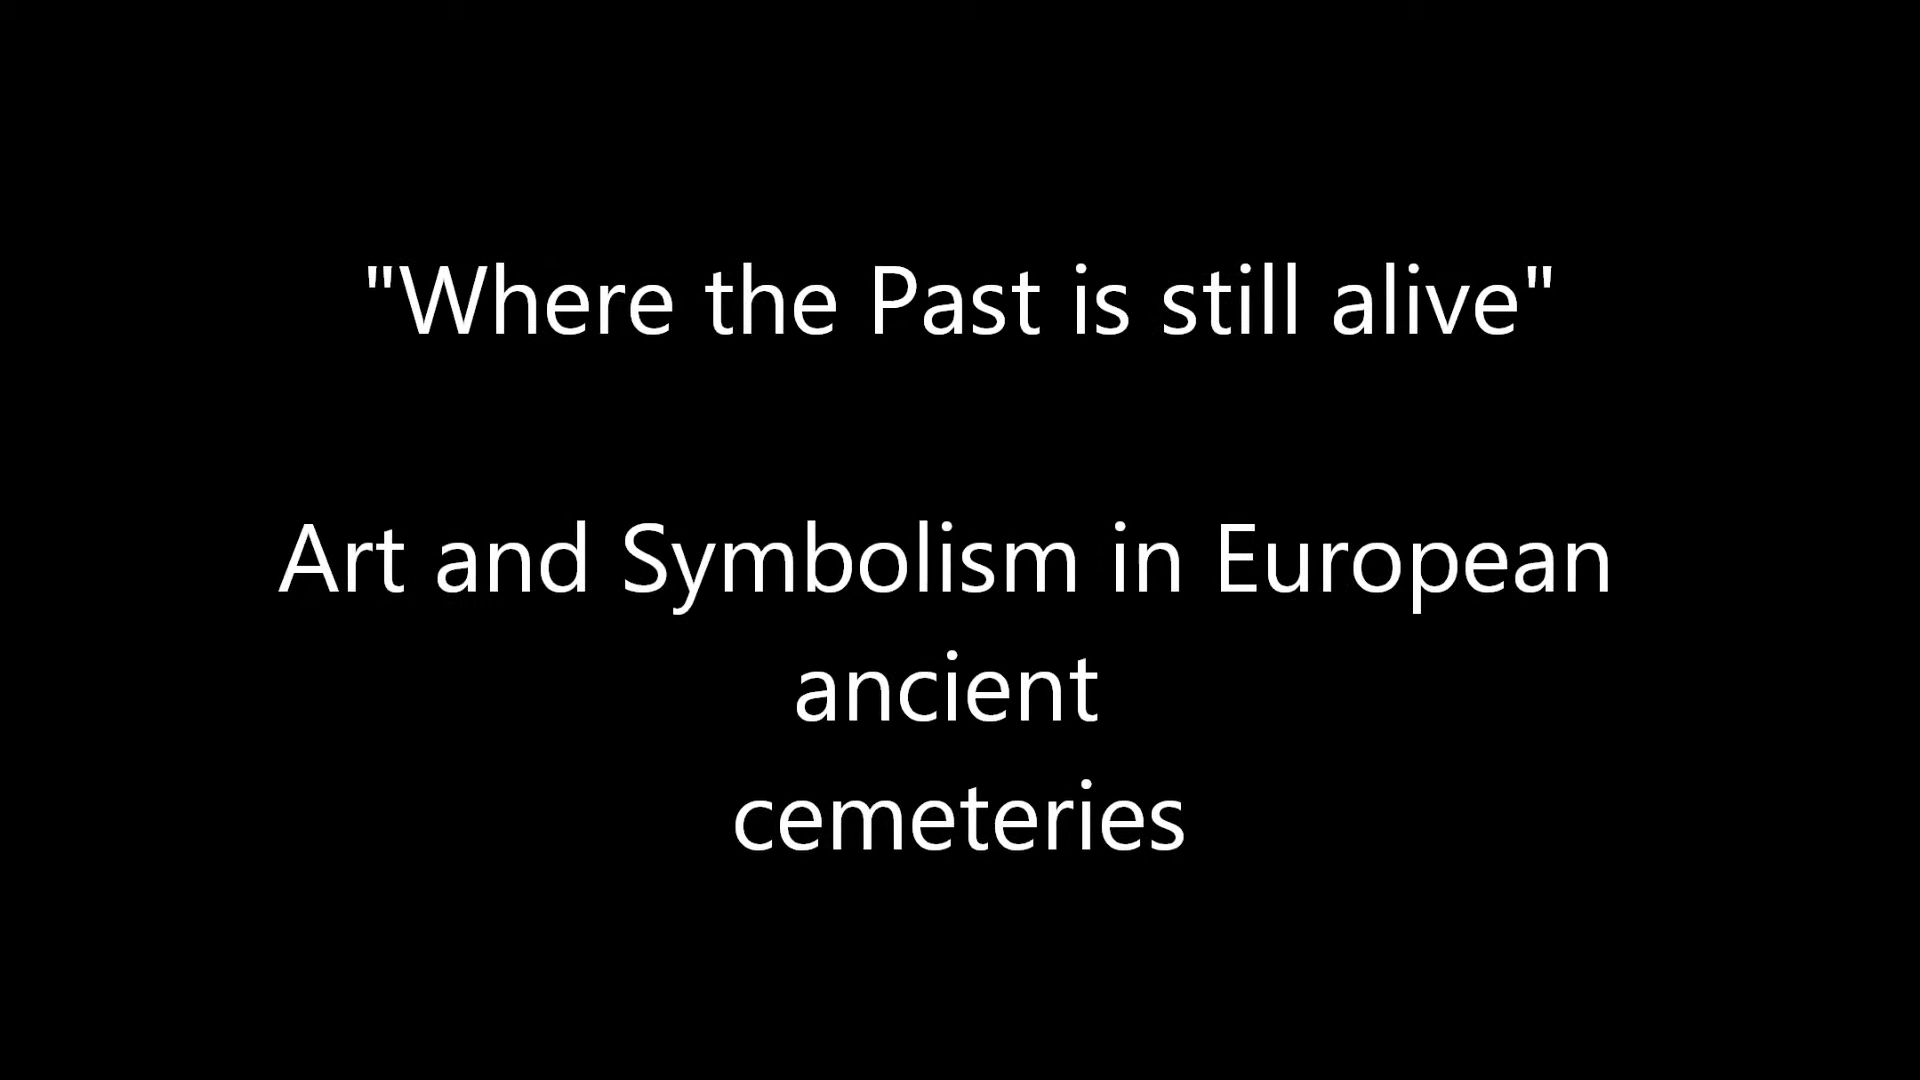 "Where the Past is still alive"
Art and Symbolism in European
ancient
cemeteries